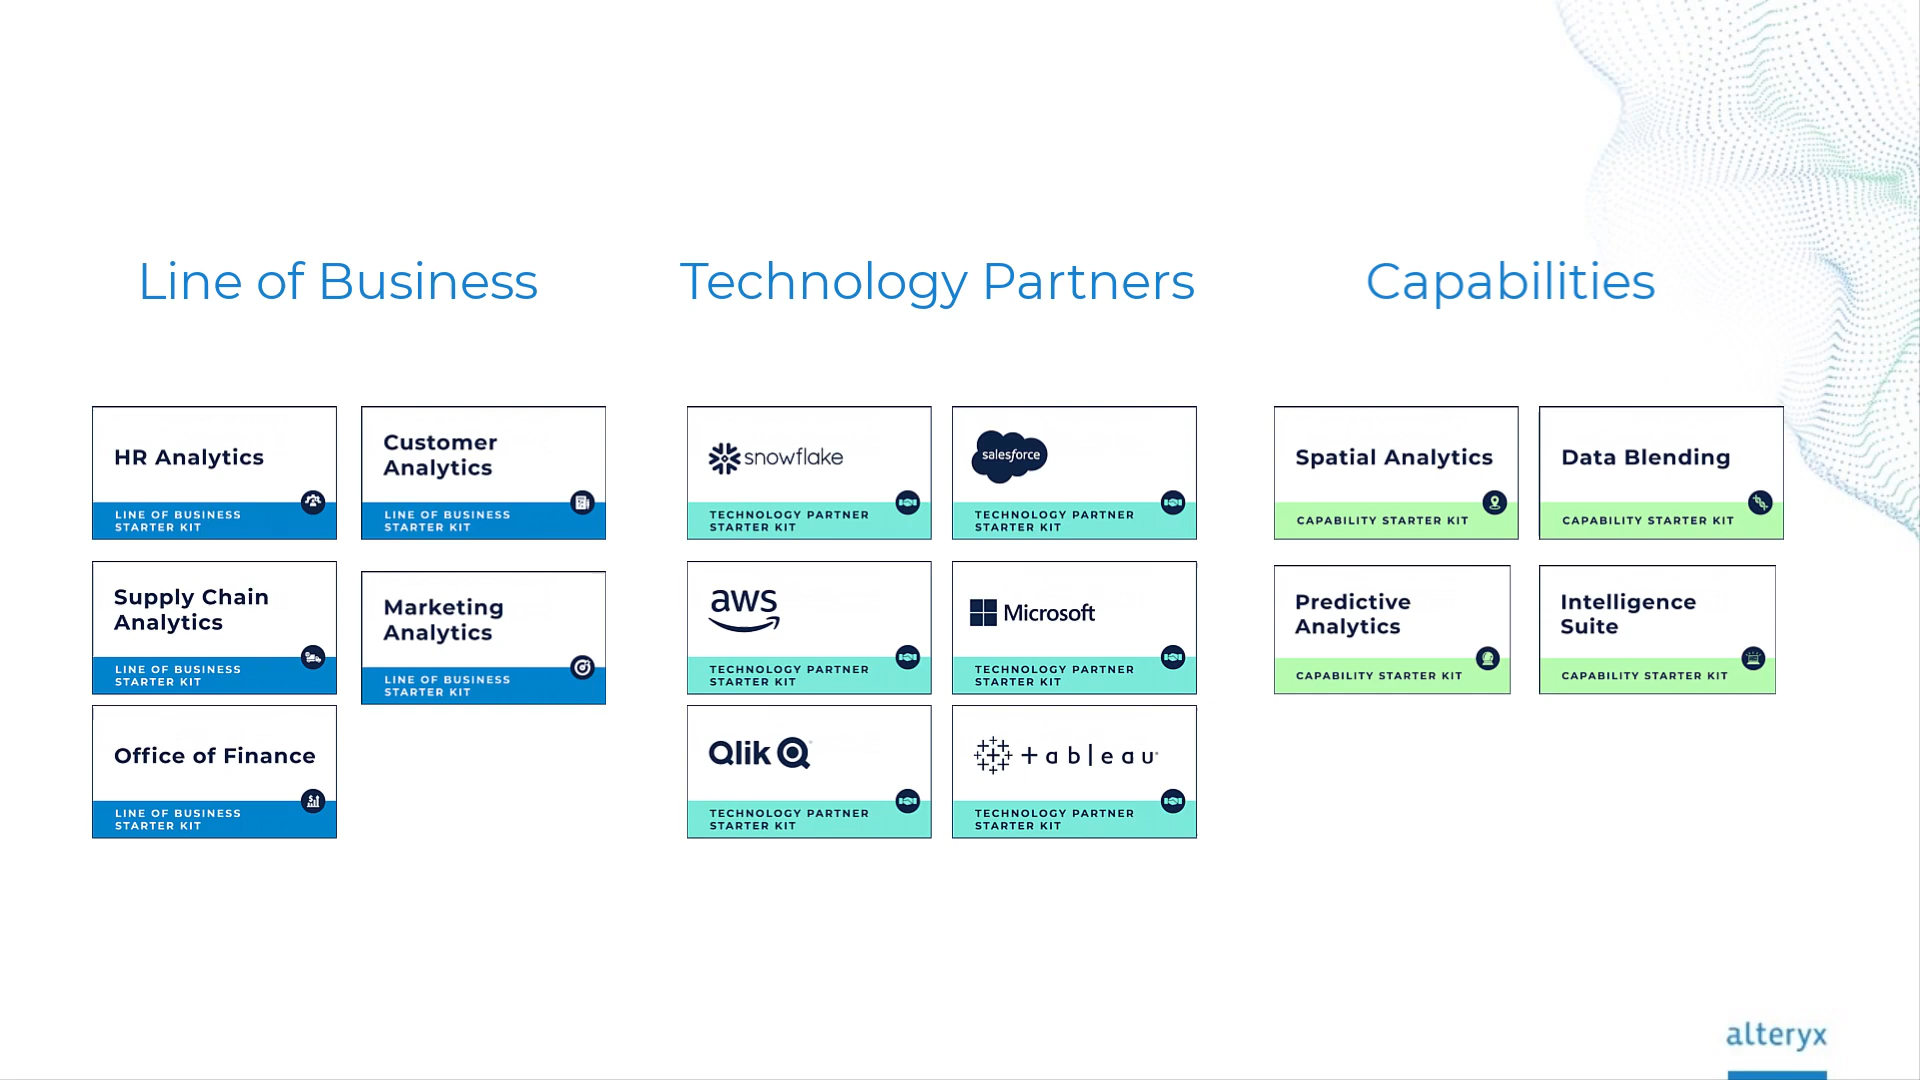 Line of Business
Technology Partners
Capabilities
HR Analytics
LINE OF BUSINESS
STARTER KIT
Customer
Analytics
LINE OF BUSINESS
STARTER KIT
Supply Chain
Analytics
LINE OF BUSINESS
STARTER KIT
Marketing
Analytics
LINE OF BUSINESS
STARTER KIT
Office of Finance
LINE OF BUSINESS
STARTER KIT
snowflake
TECHNOLOGY PARTNER
STARTER KIT
salesforce
TECHNOLOGY PARTNER
STARTER KIT
aws
TECHNOLOGY PARTNER
STARTER KIT
Microsoft
TECHNOLOGY PARTNER
STARTER KIT
Qlik
TECHNOLOGY PARTNER
STARTER KIT
+ableau
TECHNOLOGY PARTNER
STARTER KIT
Spatial Analytics
CAPABILITY STARTER KIT
Data Blending
CAPABILITY STARTER KIT
Predictive
Analytics
CAPABILITY STARTER KIT
Intelligence
Suite
CAPABILITY STARTER KIT
alteryx